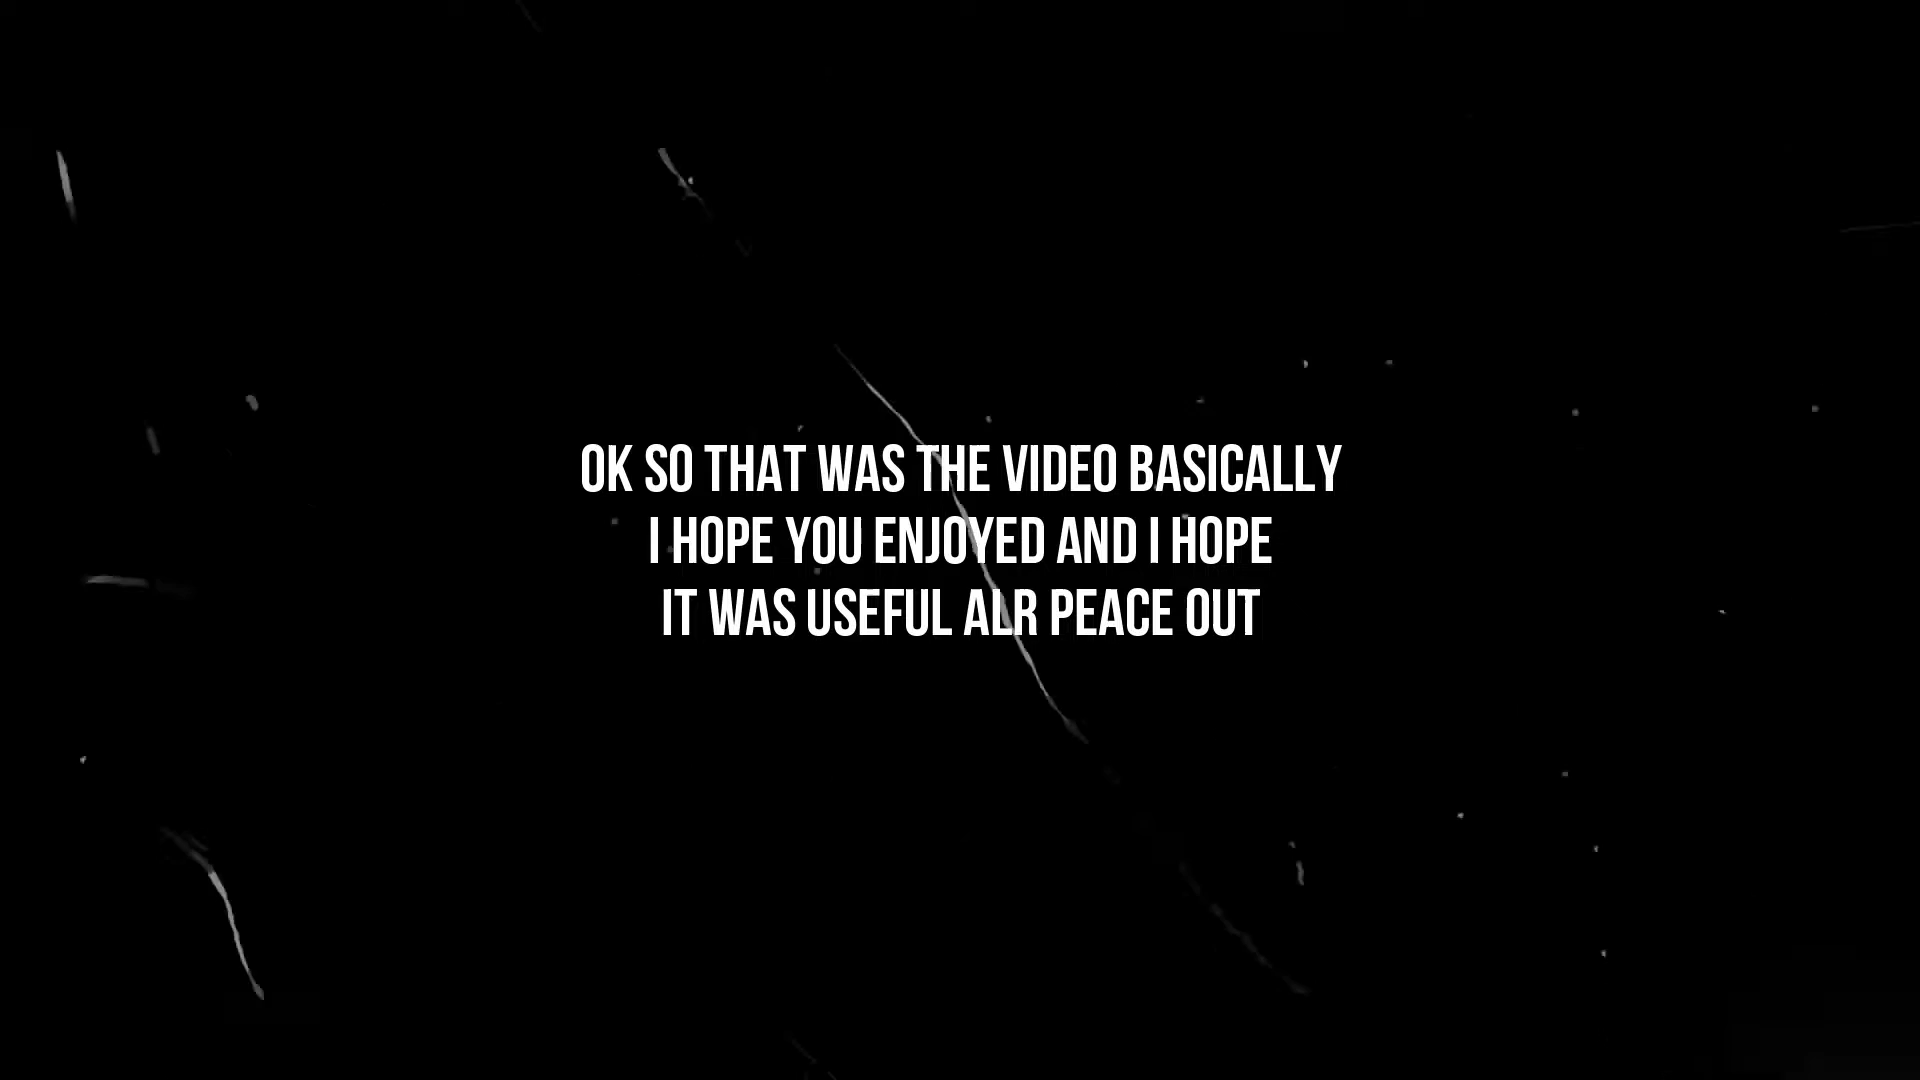 OK SO THAT WAS THE VIDEO BASICALLY
I HOPE YOU ENJOYED AND I HOPE
IT WAS USEFUL ALR PEACE OUT